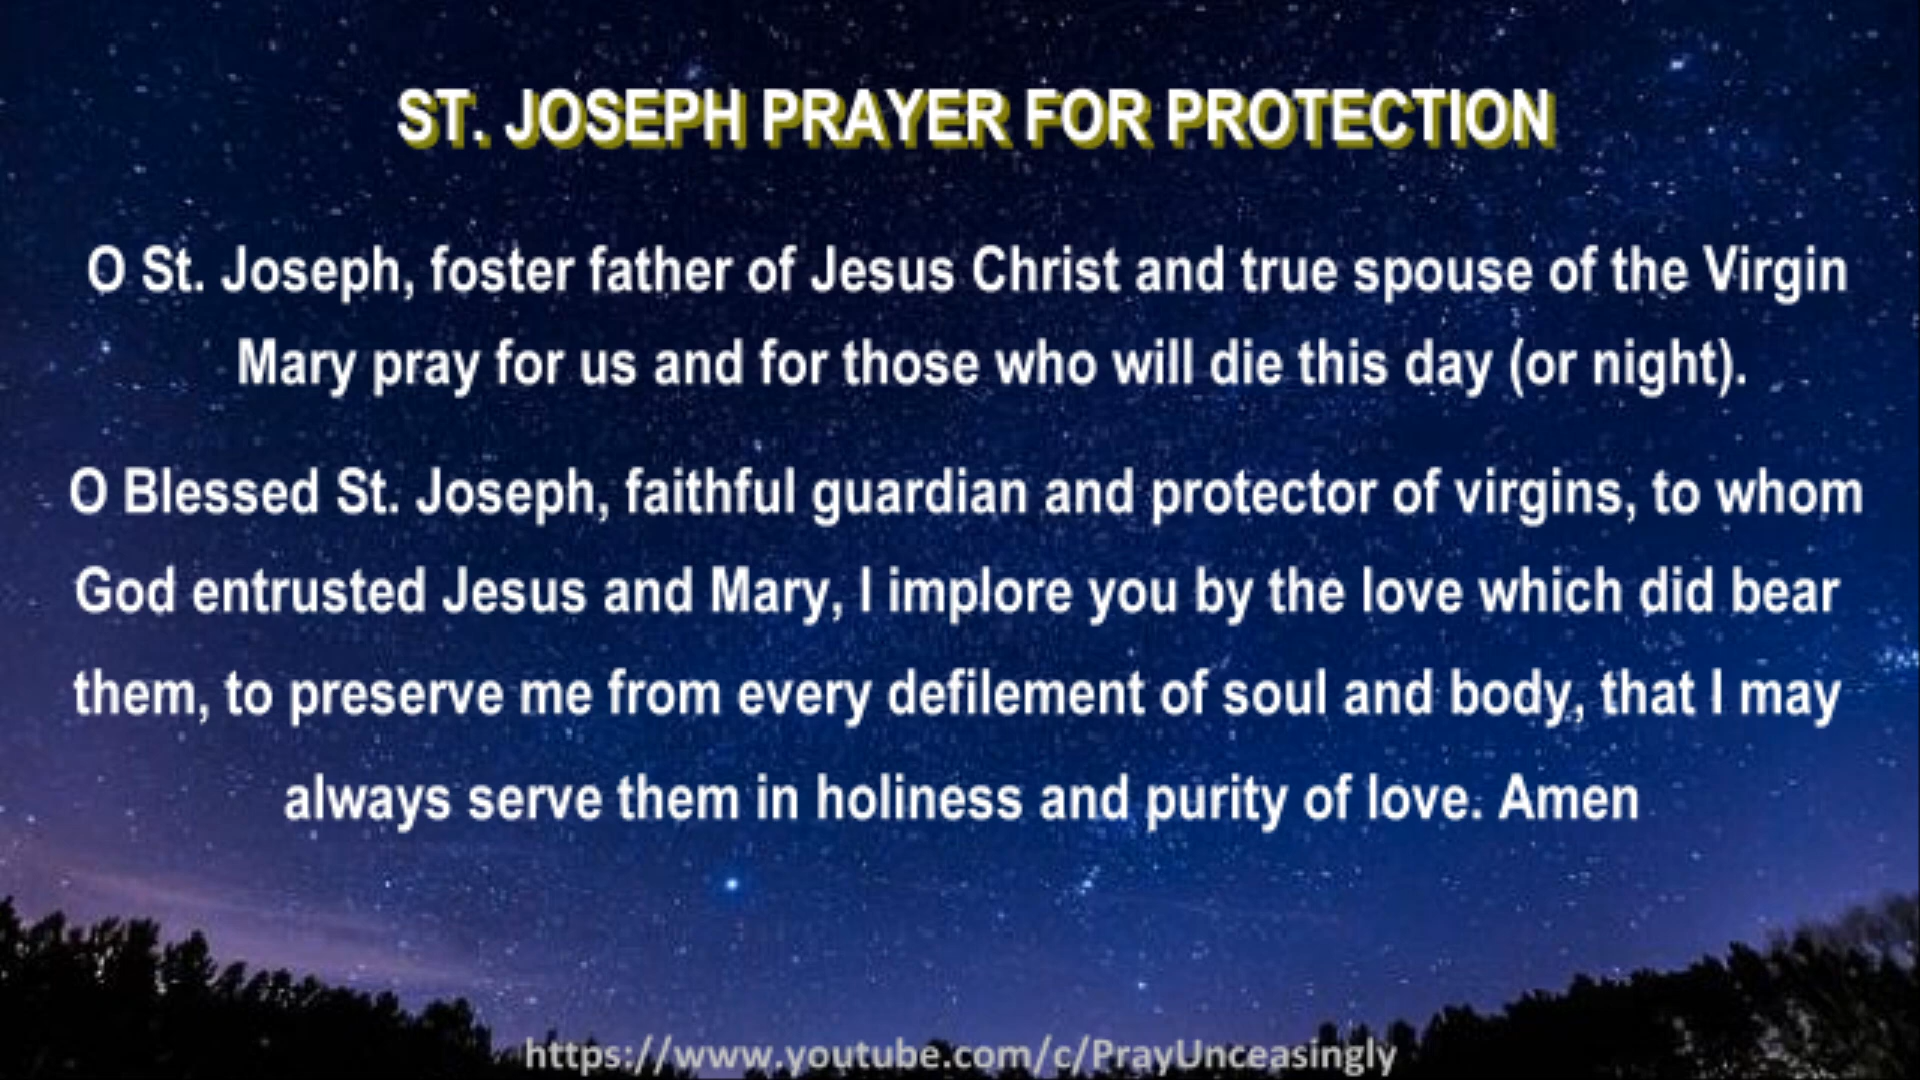 ST. JOSEPH PRAYER FOR PROTECTION
O St. Joseph, foster father of Jesus Christ and true spouse of the Virgin
Mary pray for us and for those who will die this day (or night).
O Blessed St. Joseph, faithful guardian and protector of virgins, to whom
God entrusted Jesus and Mary, I implore you by the love which did bear
them, to preserve me from every defilement of soul and body, that I may
always serve them in holiness and purity of love. Amen
https://www.youtube.com/c/PrayUnceasingly